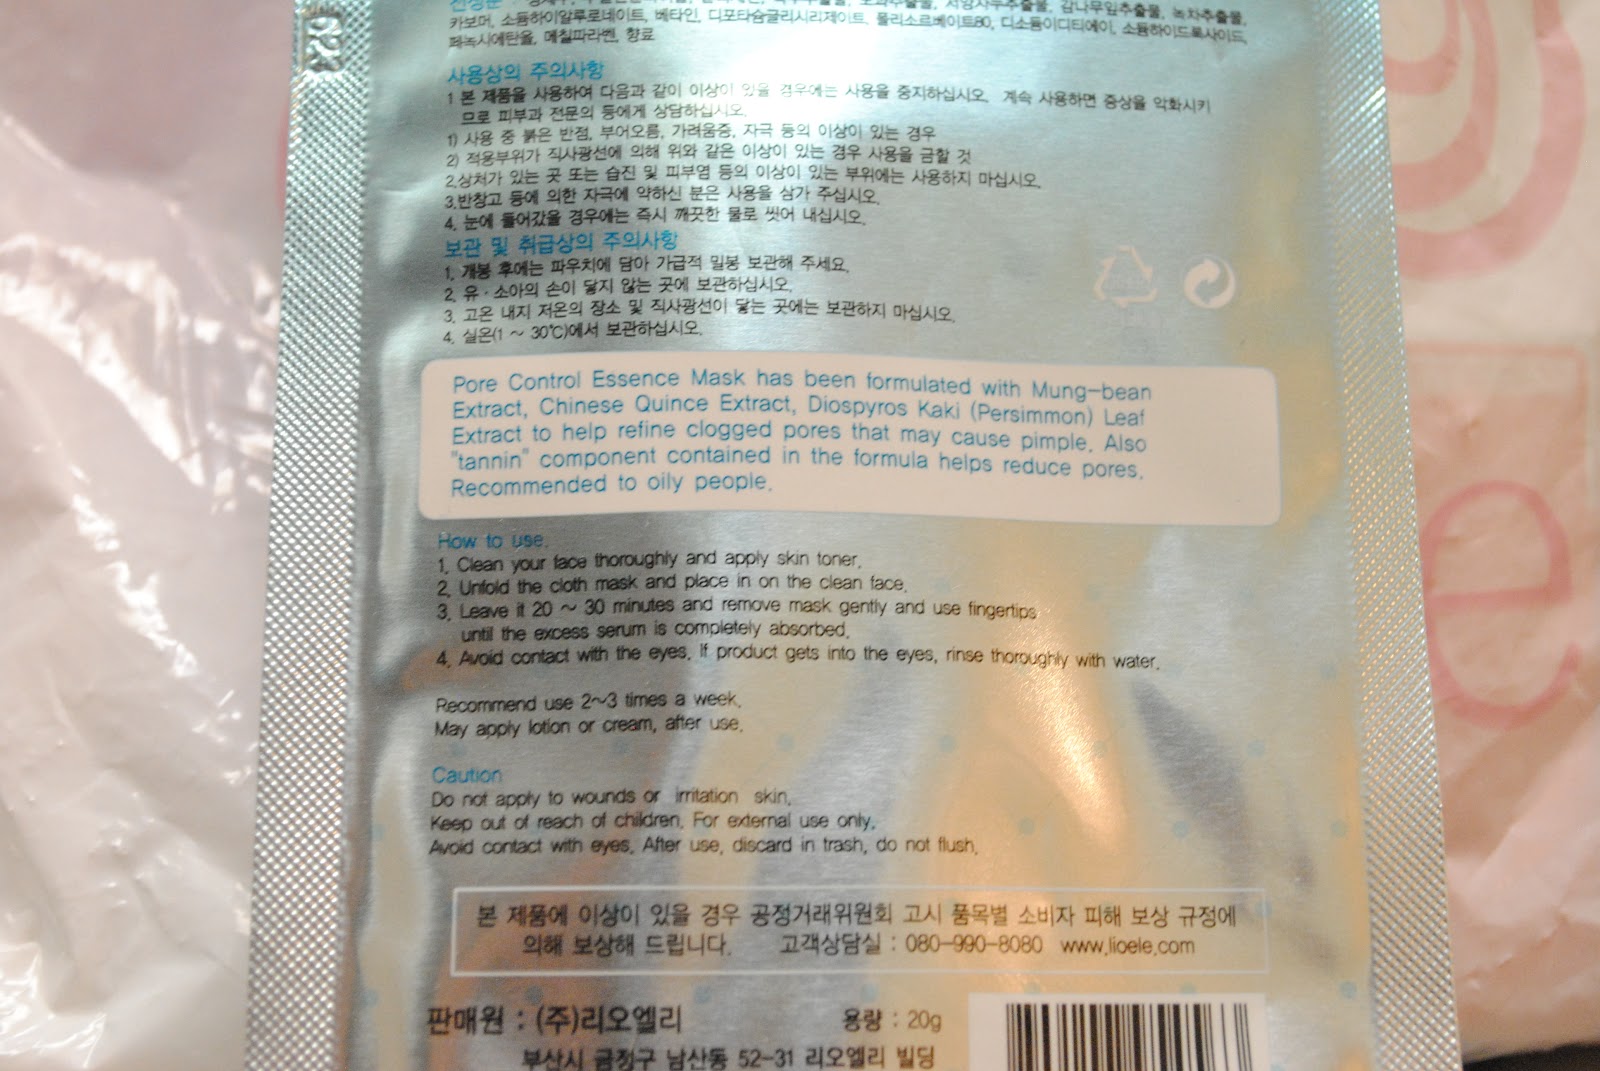 카보머, 소듐하이알루로네이트, 베타인, 디포타슘글리시리제이트, 폴리소르베이트80, 디소듐이디티에이, 소듐하이드록사이드,
페녹시에탄올, 메칠파라벤, 향료
사용상의 주의사항
1 본 제품을 사용하여 다음과 같이 이상이 있을 경우에는 사용을 중지하십시오. 계속 사용하면 증상을 악화시키
므로 피부과 전문의 등에게 상담하십시오.
1) 사용 중 붉은 반점, 부어오름, 가려움증, 자극 등의 이상이 있는 경우
2) 적용부위가 직사광선에 의해 위와 같은 이상이 있는 경우 사용을 금할 것
2.상처가 있는 곳 또는 습진 및 피부염 등의 이상이 있는 부위에는 사용하지 마십시오.
3.반창고 등에 의한 자극에 약하신 분은 사용을 삼가 주십시오.
4. 눈에 들어갔을 경우에는 즉시 깨끗한 물로 씻어 내십시오.
보관 및 취급상의 주의사항
1. 개봉 후에는 파우치에 담아 가급적 밀봉 보관해 주세요.
2. 유·소아의 손이 닿지 않는 곳에 보관하십시오.
3. 고온 내지 저온의 장소 및 직사광선이 닿는 곳에는 보관하지 마십시오.
4. 실온(1 ~ 30℃)에서 보관하십시오.
Pore Control Essence Mask has been formulated with Mung-bean
Extract, Chinese Quince Extract, Diospyros Kaki (Persimmon) Leaf
Extract to help refine clogged pores that may cause pimple. Also
"tannin" component contained in the formula helps reduce pores.
Recommended to oily people.
How to use.
1. Clean your face thoroughly and apply skin toner.
2. Unfold the cloth mask and place in on the clean face.
3. Leave it 20 ~ 30 minutes and remove mask gently and use fingertips
until the excess serum is completely absorbed.
4. Avoid contact with the eyes. If product gets into the eyes, rinse thoroughly with water.
Recommend use 2~3 times a week.
May apply lotion or cream, after use.
Caution
Do not apply to wounds or irritation skin.
Keep out of reach of children. For external use only.
Avoid contact with eyes. After use, discard in trash, do not flush.
본 제품에 이상이 있을 경우 공정거래위원회 고시 품목별 소비자 피해 보상 규정에
의해 보상해 드립니다. 고객상담실 : 080-990-8080 www.lioele.com
판매원 : (주)리오엘리 용량 : 20g
부산시 금정구 남산동 52-31 리오엘리 빌딩
e